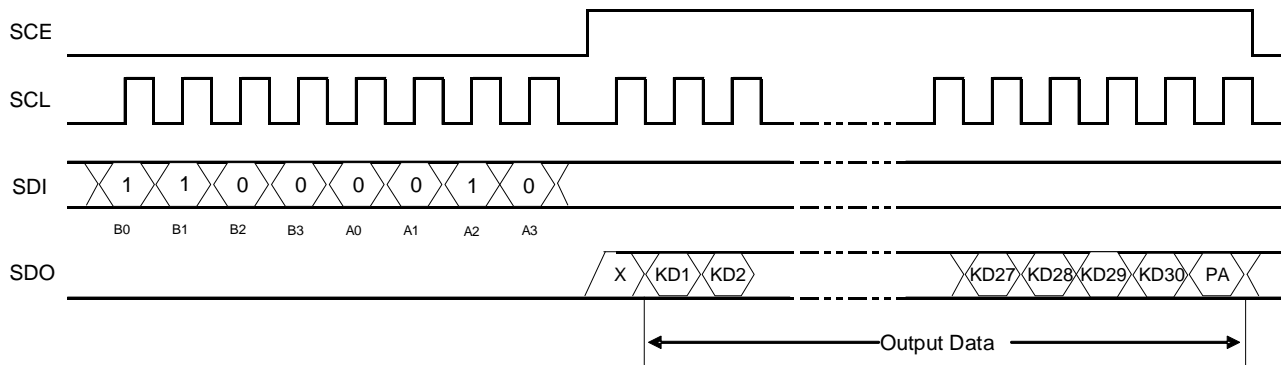 SCE
SCL
SDI
1 1 0 0 0 0 1 0
B0 B1 B2 B3 A0 A1 A2 A3
SDO
X KD1 KD2 KD27 KD28 KD29 KD30 PA
Output Data